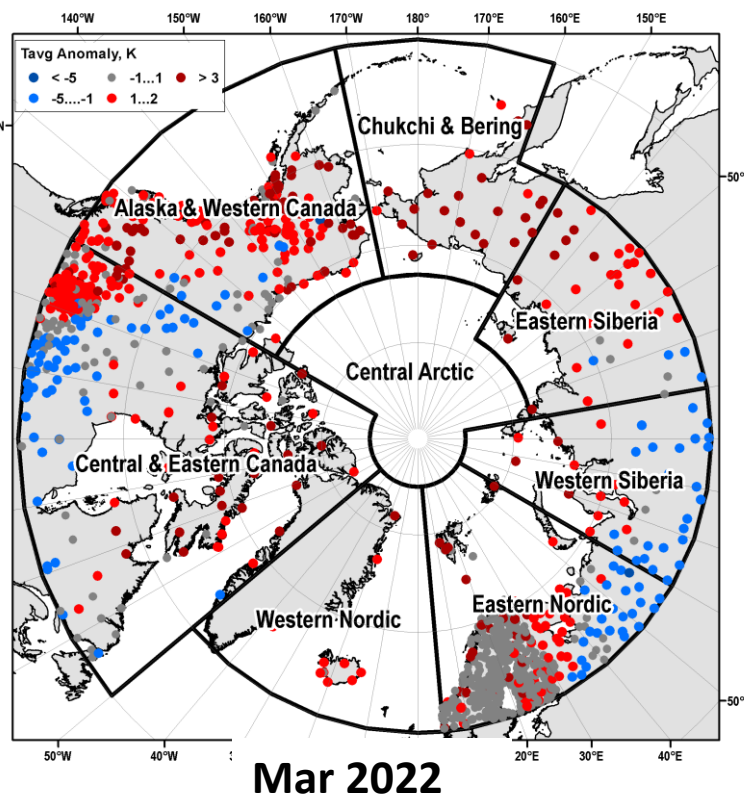 140°W 150°W 160°W 170°W 180° 170°E 160°E 150°E
Tavg Anomaly, K
< -5 -1...1 > 3
-5....-1 1...2
N
Chukchi & Bering
50°
Alaska & Western Canada
Eastern Siberia
Central Arctic
Central & Eastern Canada
Western Siberia
Eastern Nordic
Western Nordic
50°
50°W 40°W 20°E 30°E 40°E
Mar 2022